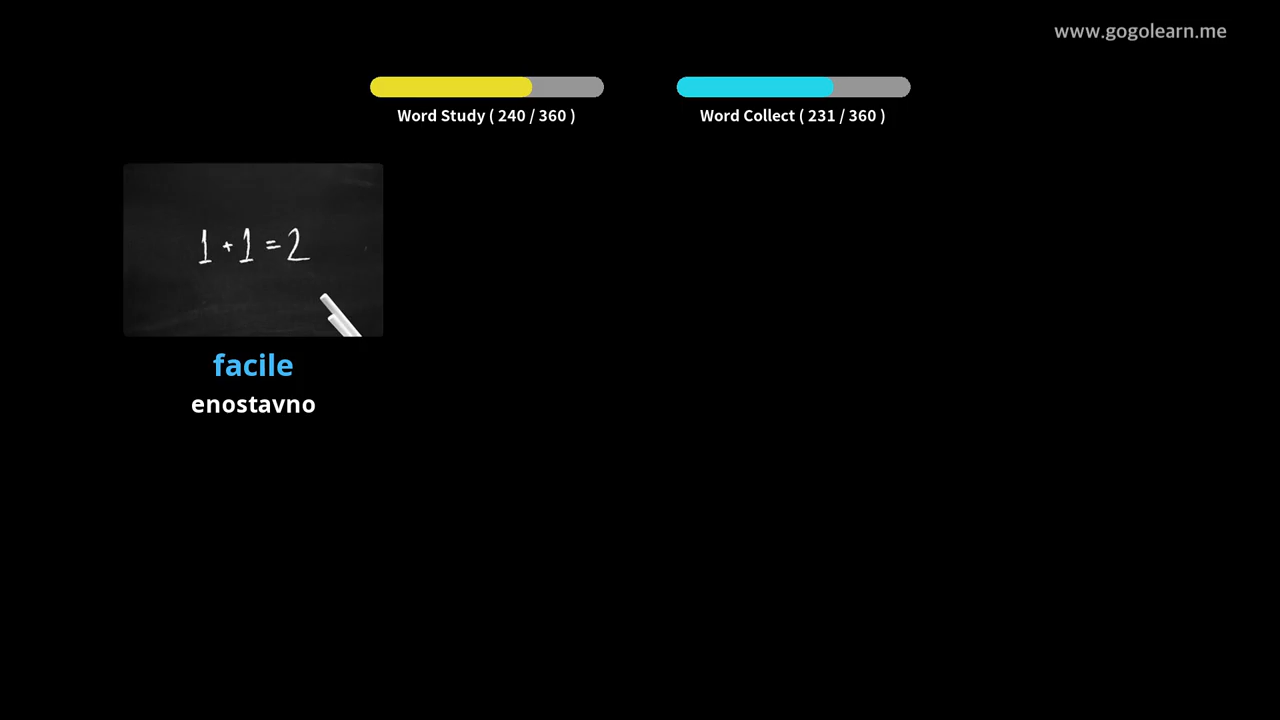 www.gogolearn.me
Word Study ( 240 / 360 )
Word Collect ( 231 / 360 )
1 + 1 = 2
facile
enostavno